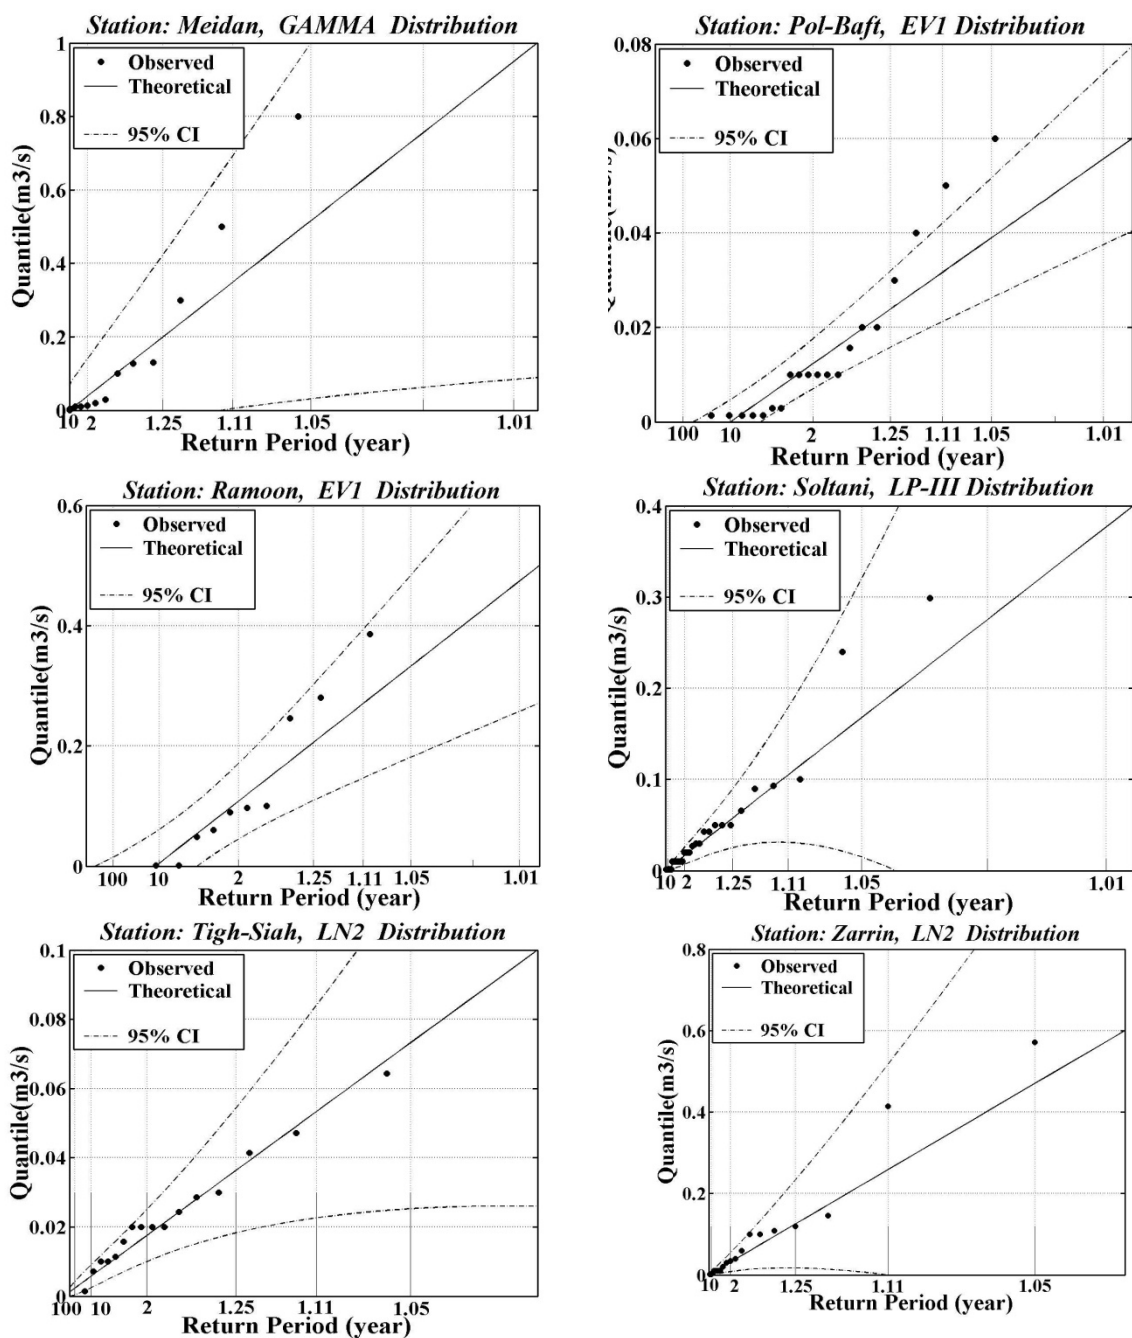 Station: Meidan, GAMMA Distribution
Observed
Theoretical
95% CI
Quantile(m3/s)
1
0.8
0.6
0.4
0.2
0
10 2 1.25 1.11 1.05 1.01
Return Period (year)
Station: Pol-Baft, EV1 Distribution
Observed
Theoretical
95% CI
Quantile(m3/s)
0.08
0.06
0.04
0.02
0
100 10 2 1.25 1.11 1.05 1.01
Return Period (year)
Station: Ramoon, EV1 Distribution
Observed
Theoretical
95% CI
Quantile(m3/s)
0.6
0.4
0.2
0
100 10 2 1.25 1.11 1.05 1.01
Return Period (year)
Station: Soltani, LP-III Distribution
Observed
Theoretical
95% CI
Quantile(m3/s)
0.4
0.3
0.2
0.1
0
10 2 1.25 1.11 1.05 1.01
Return Period (year)
Station: Tigh-Siah, LN2 Distribution
Observed
Theoretical
95% CI
Quantile(m3/s)
0.1
0.08
0.06
0.04
0.02
0
100 10 2 1.25 1.11 1.05
Return Period (year)
Station: Zarrin, LN2 Distribution
Observed
Theoretical
95% CI
Quantile(m3/s)
0.8
0.6
0.4
0.2
0
10 2 1.25 1.11 1.05
Return Period (year)